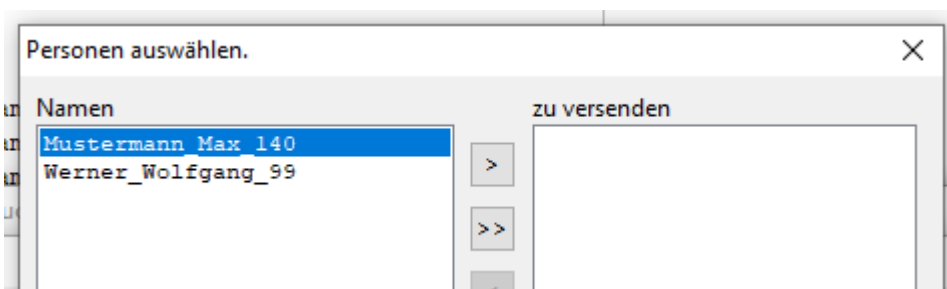 Personen auswählen.
Namen
zu versenden
Mustermann_Max_140
Werner_Wolfgang_99
>
>>